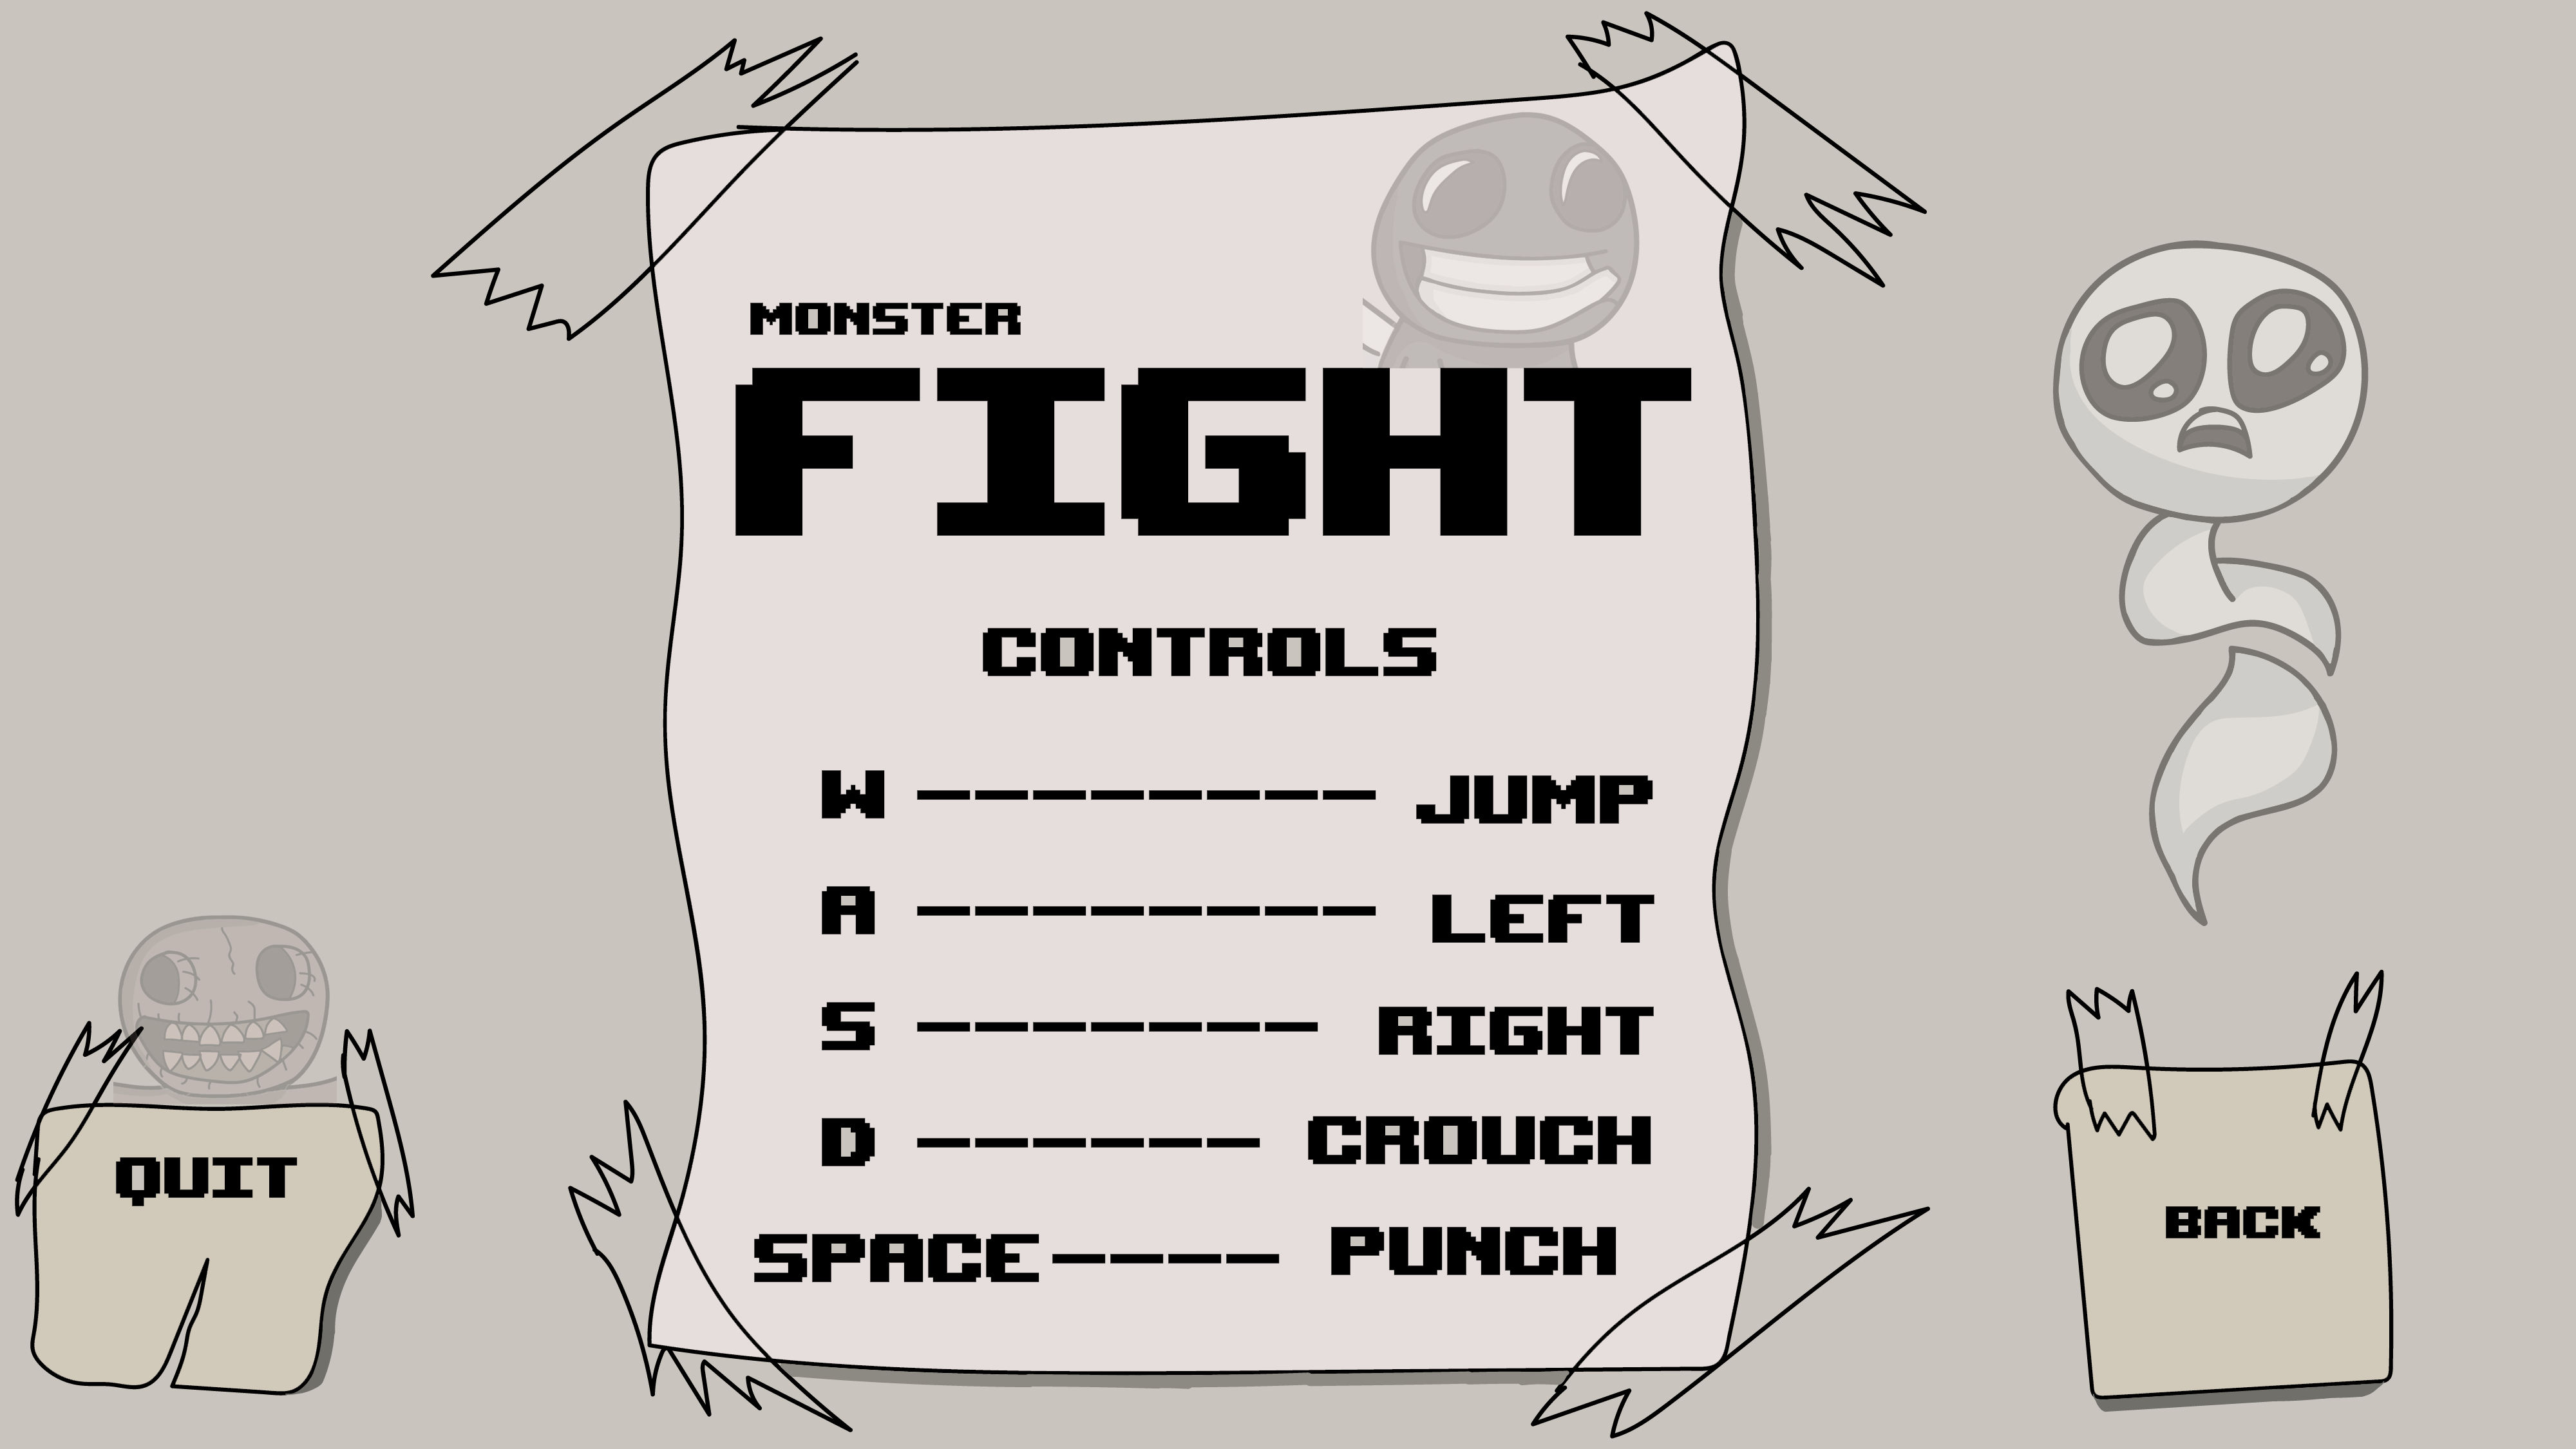 MONSTER
FIGHT
CONTROLS
W -------- JUMP
A -------- LEFT
S ------- RIGHT
D ------ CROUCH
SPACE ---- PUNCH
QUIT
BACK